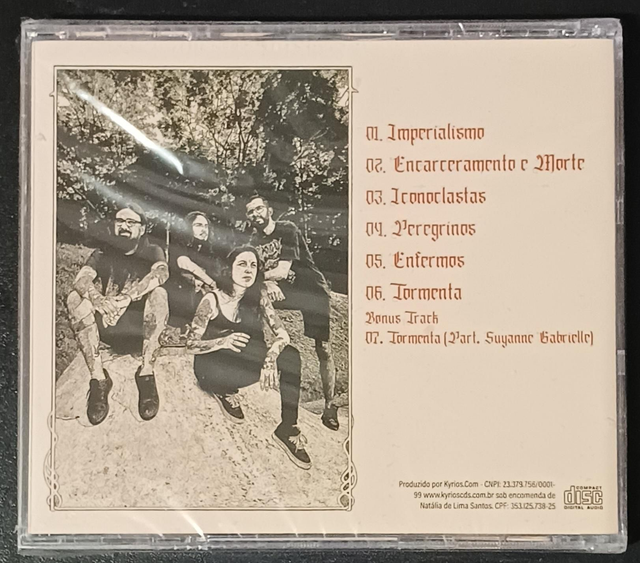 01. Imperialismo
02. Encarceramento e Morte
03. Iconoclastas
04. Peregrinos
05. Enfermos
06. Tormenta
Bonus Track
07. Tormenta (Part. Suyanne Gabrielle)
Produzido por Kyrios.Com - CNPJ: 23.379.756/0001-
99 www.kyrioscds.com.br sob encomenda de
Natália de Lima Santos. CPF: 353.125.738-25
COMPACT
disc
DIGITAL AUDIO